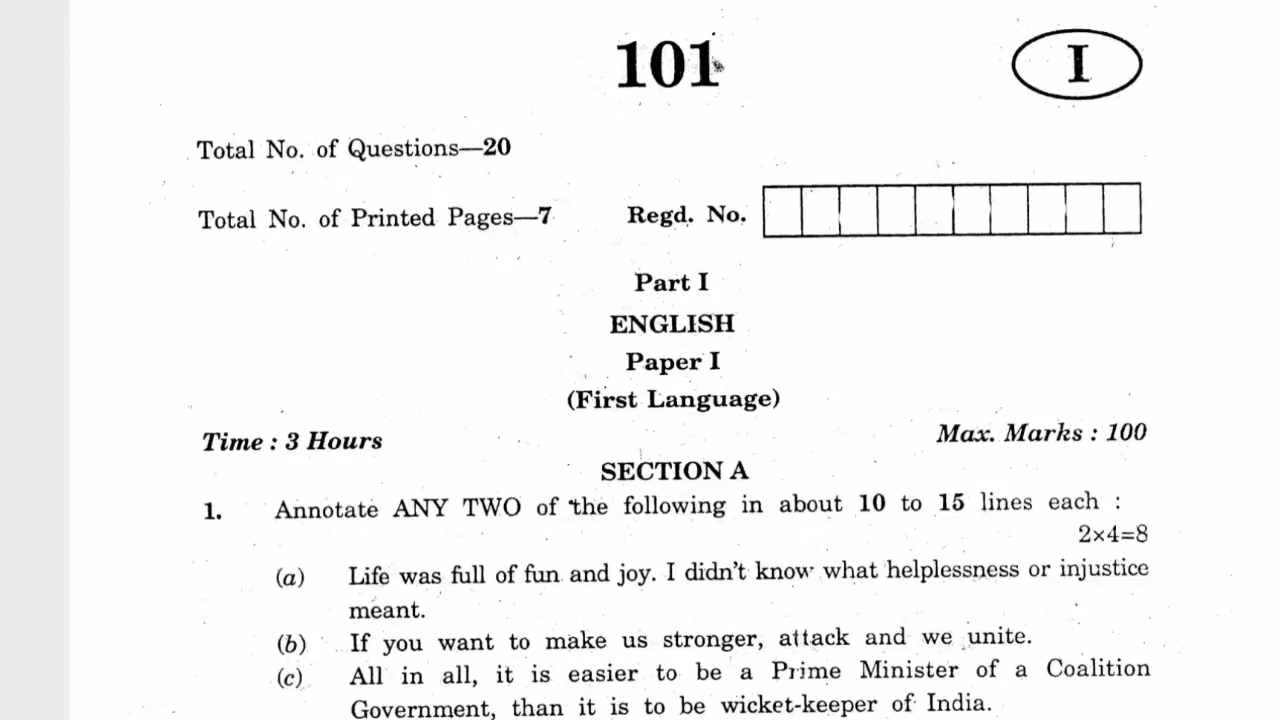 101
I
Total No. of Questions—20
Total No. of Printed Pages—7
Regd. No.
Part I
ENGLISH
Paper I
(First Language)
Time : 3 Hours
Max. Marks : 100
SECTION A
1. Annotate ANY TWO of the following in about 10 to 15 lines each :
2×4=8
(a) Life was full of fun and joy. I didn't know what helplessness or injustice
meant.
(b) If you want to make us stronger, attack and we unite.
(c) All in all, it is easier to be a Prime Minister of a Coalition
Government, than it is to be wicket-keeper of India.